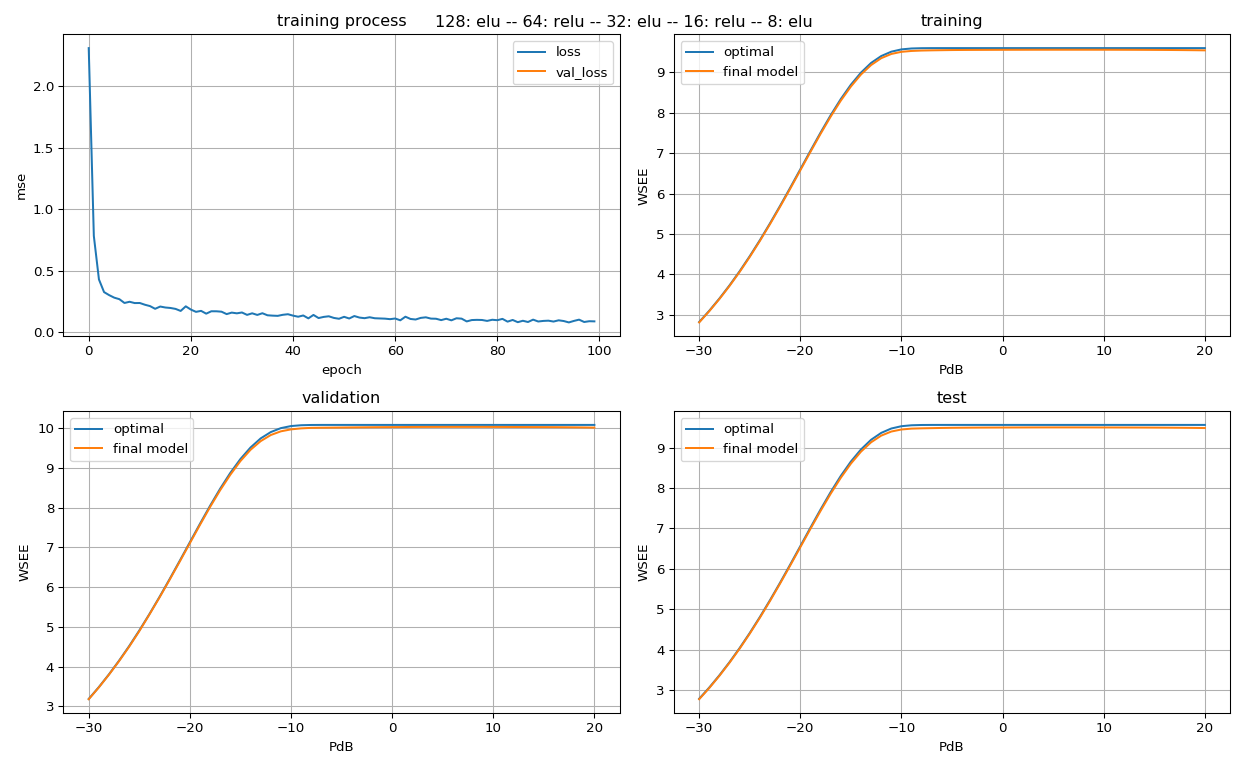 128: elu -- 64: relu -- 32: elu -- 16: relu -- 8: elu
training process
loss
val_loss
2.0
1.5
1.0
0.5
0.0
mse
0 20 40 60 80 100
epoch
training
optimal
final model
9
8
7
6
5
4
3
WSEE
−30 −20 −10 0 10 20
PdB
validation
optimal
final model
10
9
8
7
6
5
4
3
WSEE
−30 −20 −10 0 10 20
PdB
test
optimal
final model
9
8
7
6
5
4
3
WSEE
−30 −20 −10 0 10 20
PdB